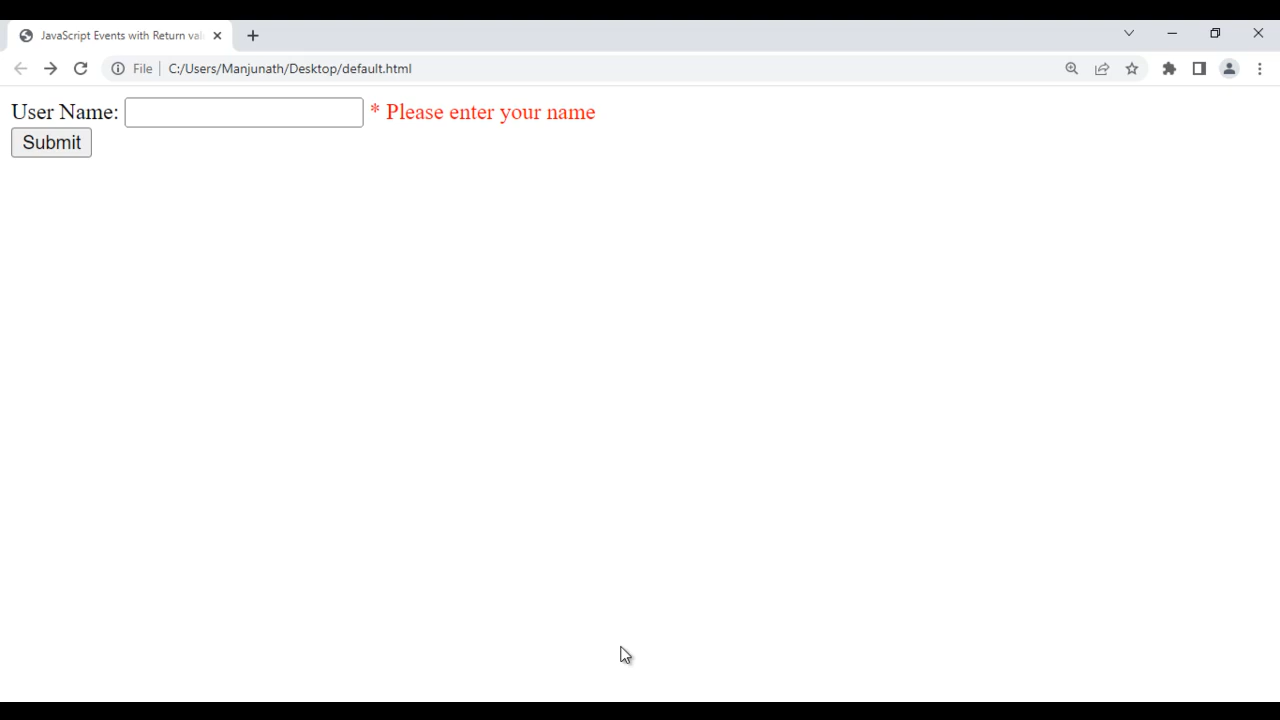 JavaScript Events with Return val
File C:/Users/Manjunath/Desktop/default.html
User Name: * Please enter your name
Submit